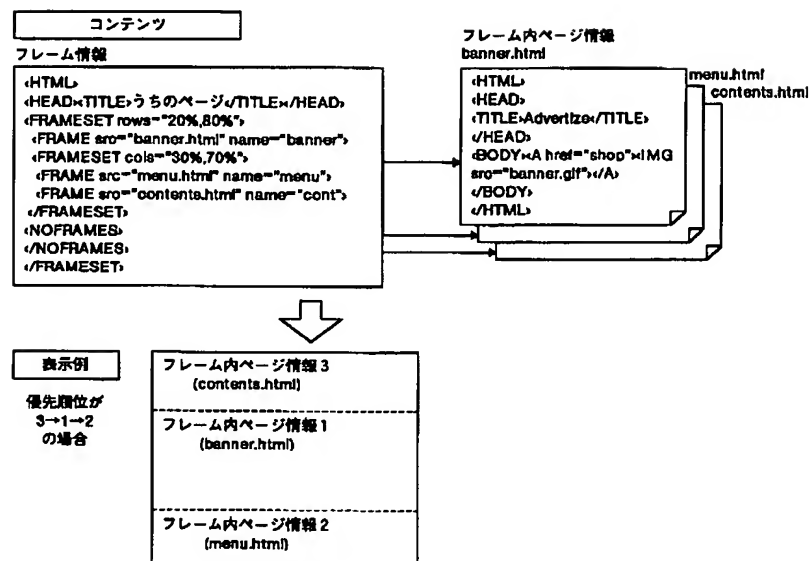 コンテンツ
フレーム情報
<HTML>
<HEAD><TITLE>うちのページ</TITLE></HEAD>
<FRAMESET rows="20%,80%">
<FRAME src="banner.html" name="banner">
<FRAMESET cols="30%,70%">
<FRAME src="menu.html" name="menu">
<FRAME src="contents.html" name="cont">
</FRAMESET>
<NOFRAMES>
</NOFRAMES>
</FRAMESET>
フレーム内ページ情報
banner.html
menu.html
contents.html
<HTML>
<HEAD>
<TITLE>Advertize</TITLE>
</HEAD>
<BODY><A href="shop"><IMG
src="banner.gif"></A>
</BODY>
</HTML>
表示例
優先順位が
3→1→2
の場合
フレーム内ページ情報3
(contents.html)
フレーム内ページ情報1
(banner.html)
フレーム内ページ情報2
(menu.html)